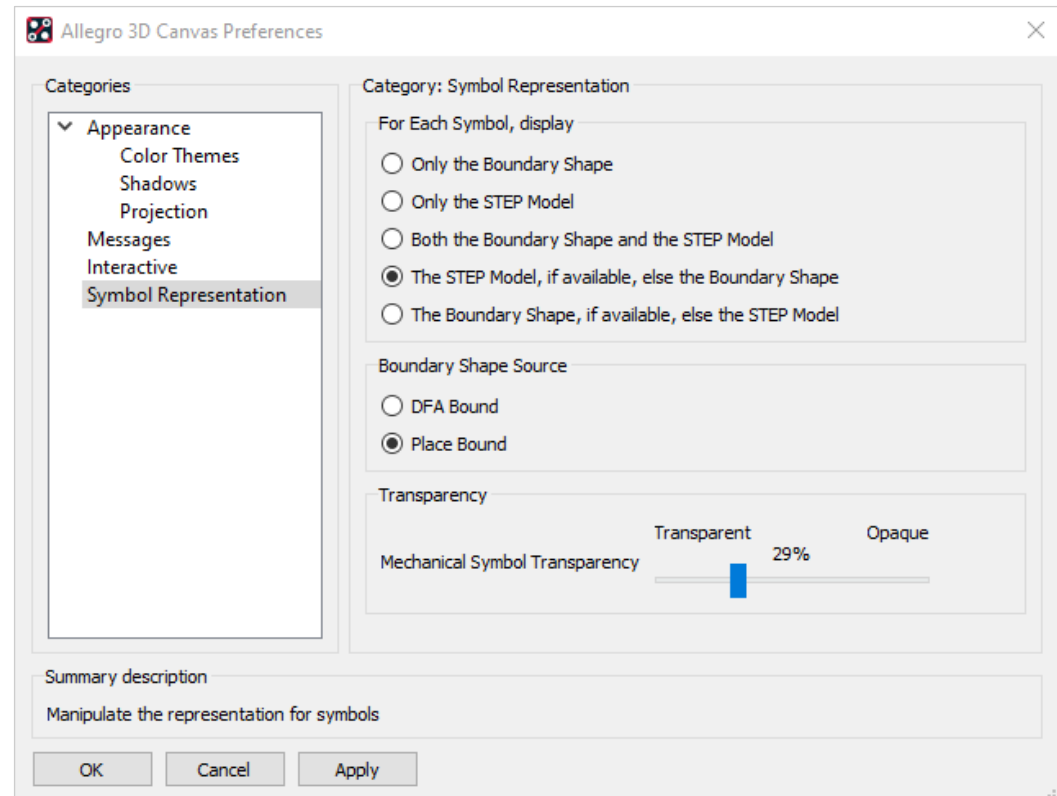 Allegro 3D Canvas Preferences
Categories
Appearance
Color Themes
Shadows
Projection
Messages
Interactive
Symbol Representation
Category: Symbol Representation
For Each Symbol, display
Only the Boundary Shape
Only the STEP Model
Both the Boundary Shape and the STEP Model
The STEP Model, if available, else the Boundary Shape
The Boundary Shape, if available, else the STEP Model
Boundary Shape Source
DFA Bound
Place Bound
Transparency
Transparent Opaque
29%
Mechanical Symbol Transparency
Summary description
Manipulate the representation for symbols
OK Cancel Apply